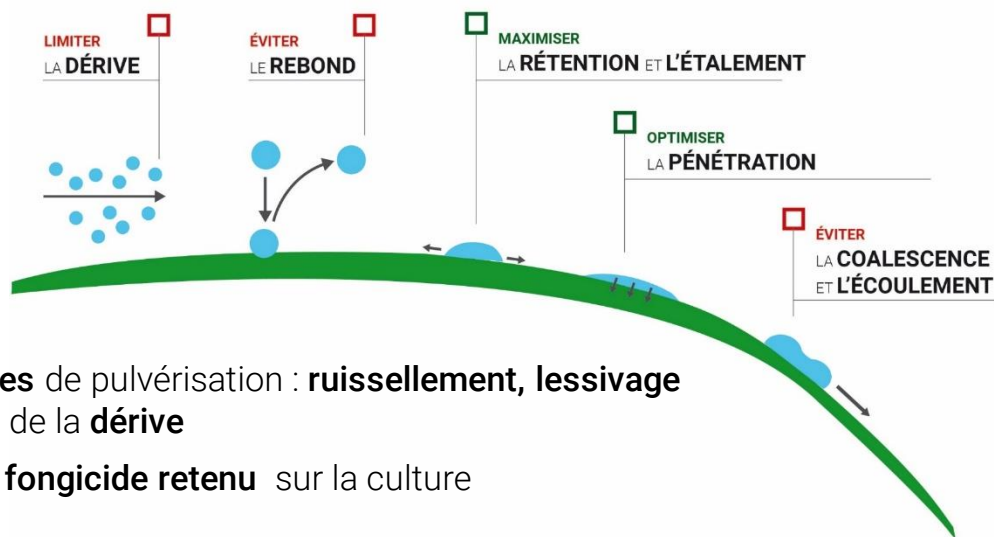 LIMITER
LA DÉRIVE
ÉVITER
LE REBOND
MAXIMISER
LA RÉTENTION ET L'ÉTALEMENT
OPTIMISER
LA PÉNÉTRATION
ÉVITER
LA COALESCENCE
ET L'ÉCOULEMENT
es de pulvérisation : ruissellement, lessivage
de la dérive
fongicide retenu sur la culture